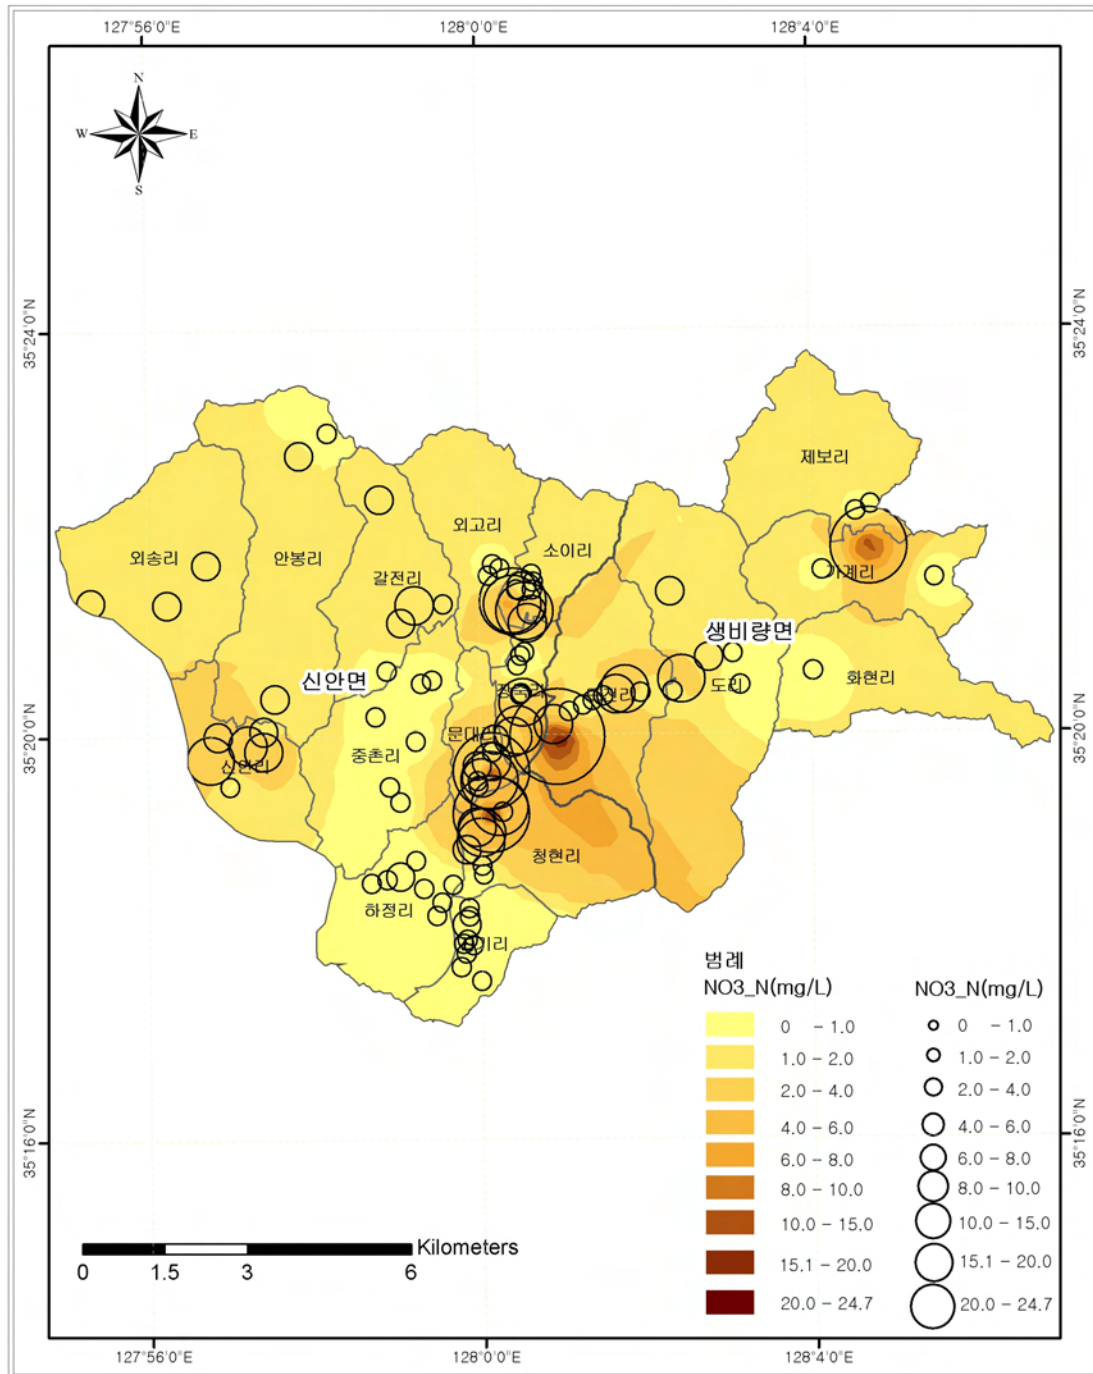 127°56'0"E 128°0'0"E 128°4'0"E
N
W E
S
35°24'0"N 35°24'0"N
제보리
외고리
소이리
외송리 안봉리
갈전리
가계리
생비량면
신안면
도리 화현리
장죽리
문대리
중촌리
35°20'0"N 35°20'0"N
신안리
청현리
하정리
범례
NO3_N(mg/L) NO3_N(mg/L)
0 - 1.0 0 - 1.0
1.0 - 2.0 1.0 - 2.0
2.0 - 4.0 2.0 - 4.0
4.0 - 6.0 4.0 - 6.0
6.0 - 8.0 6.0 - 8.0
8.0 - 10.0 8.0 - 10.0
10.0 - 15.0 10.0 - 15.0
15.1 - 20.0 15.1 - 20.0
20.0 - 24.7 20.0 - 24.7
35°16'0"N 35°16'0"N
Kilometers
0 1.5 3 6
127°56'0"E 128°0'0"E 128°4'0"E